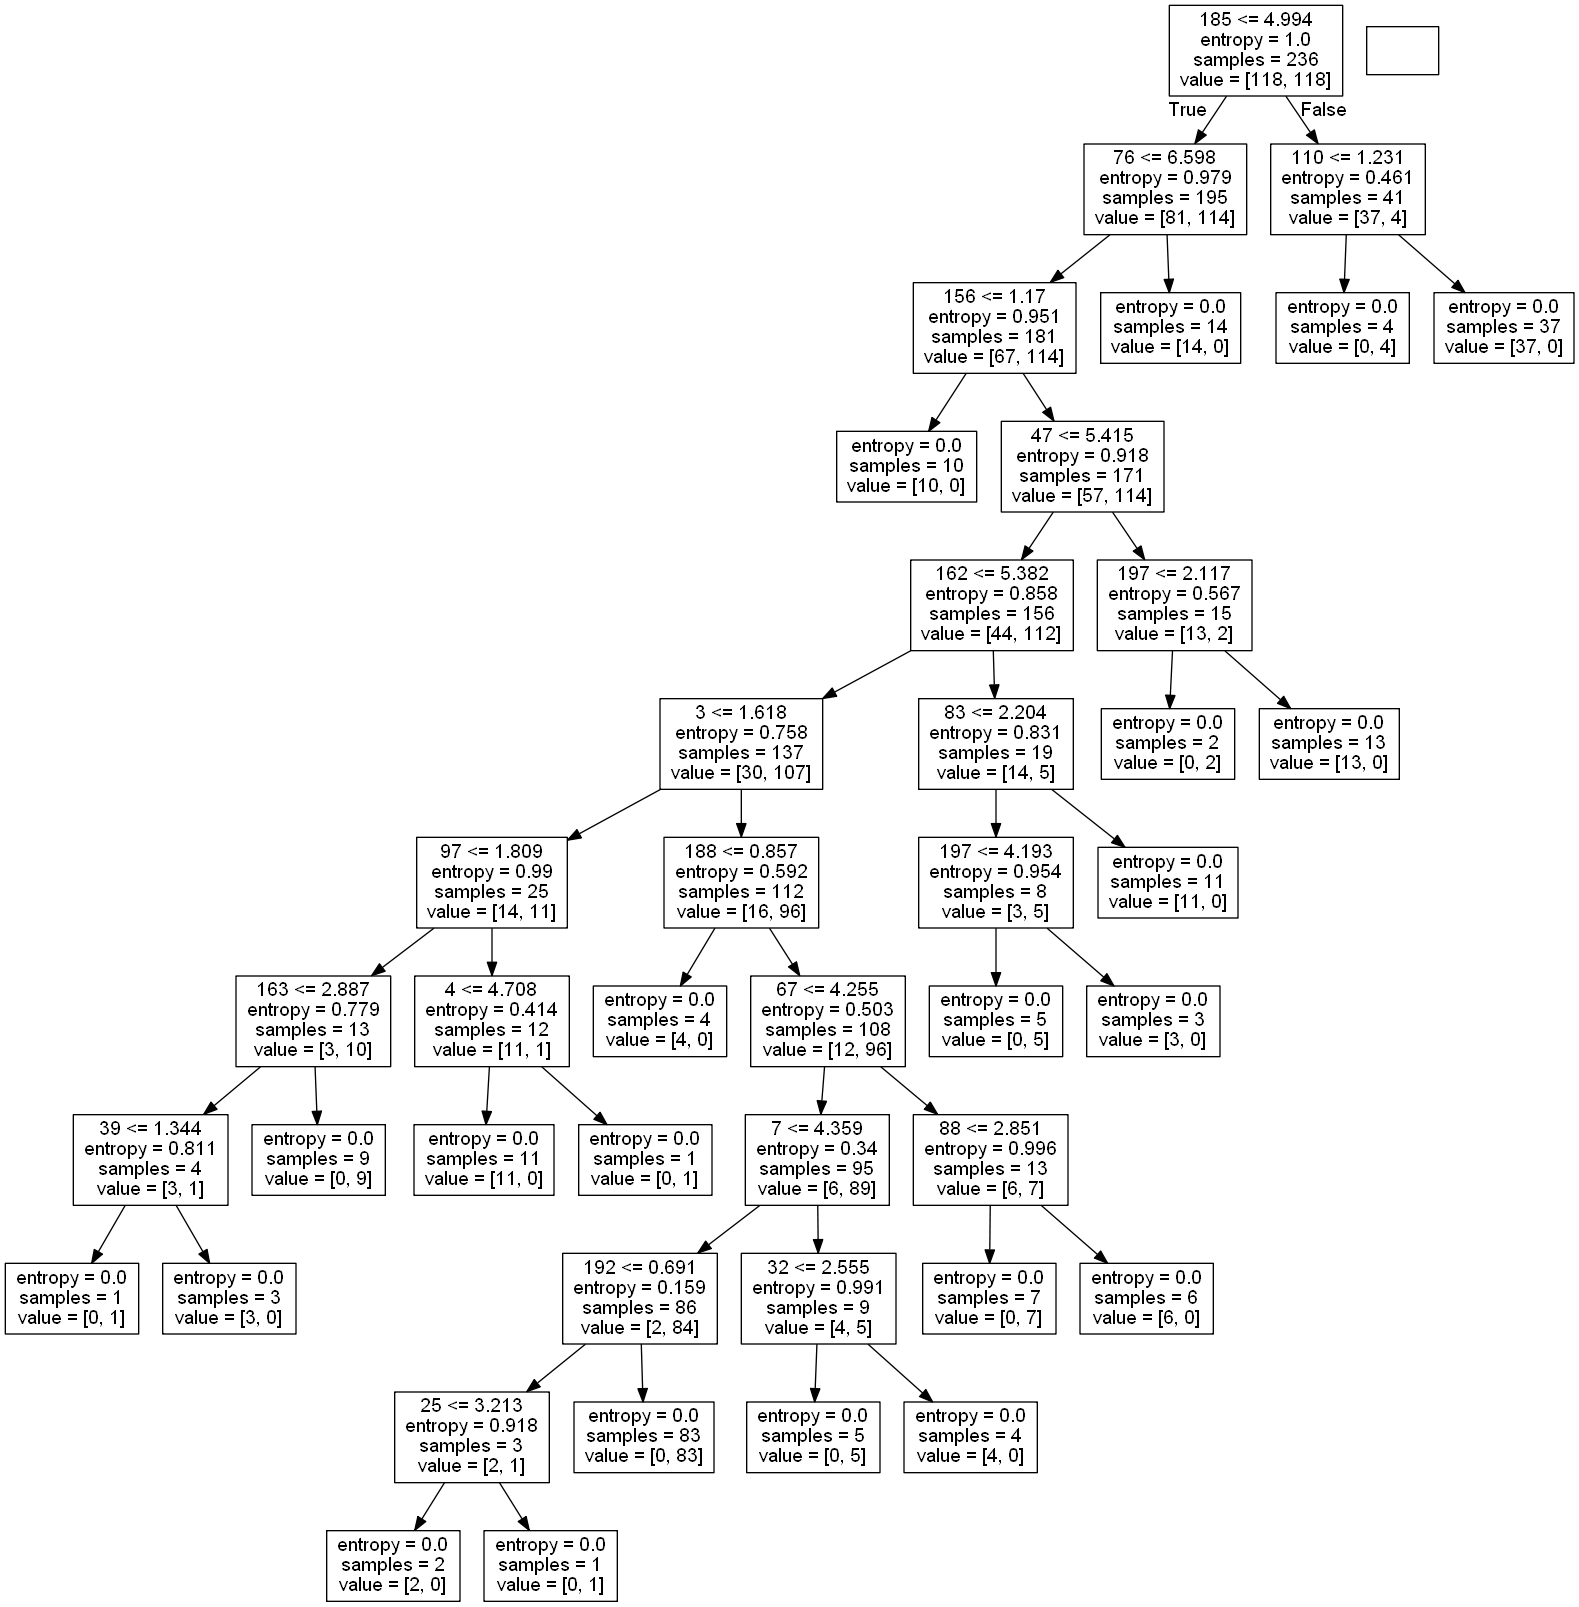 185 <= 4.994
entropy = 1.0
samples = 236
value = [118, 118]
True
False
76 <= 6.598
entropy = 0.979
samples = 195
value = [81, 114]
110 <= 1.231
entropy = 0.461
samples = 41
value = [37, 4]
156 <= 1.17
entropy = 0.951
samples = 181
value = [67, 114]
entropy = 0.0
samples = 14
value = [14, 0]
entropy = 0.0
samples = 4
value = [0, 4]
entropy = 0.0
samples = 37
value = [37, 0]
entropy = 0.0
samples = 10
value = [10, 0]
47 <= 5.415
entropy = 0.918
samples = 171
value = [57, 114]
162 <= 5.382
entropy = 0.858
samples = 156
value = [44, 112]
197 <= 2.117
entropy = 0.567
samples = 15
value = [13, 2]
3 <= 1.618
entropy = 0.758
samples = 137
value = [30, 107]
83 <= 2.204
entropy = 0.831
samples = 19
value = [14, 5]
entropy = 0.0
samples = 2
value = [0, 2]
entropy = 0.0
samples = 13
value = [13, 0]
97 <= 1.809
entropy = 0.99
samples = 25
value = [14, 11]
188 <= 0.857
entropy = 0.592
samples = 112
value = [16, 96]
197 <= 4.193
entropy = 0.954
samples = 8
value = [3, 5]
entropy = 0.0
samples = 11
value = [11, 0]
163 <= 2.887
entropy = 0.779
samples = 13
value = [3, 10]
4 <= 4.708
entropy = 0.414
samples = 12
value = [11, 1]
entropy = 0.0
samples = 4
value = [4, 0]
67 <= 4.255
entropy = 0.503
samples = 108
value = [12, 96]
entropy = 0.0
samples = 5
value = [0, 5]
entropy = 0.0
samples = 3
value = [3, 0]
39 <= 1.344
entropy = 0.811
samples = 4
value = [3, 1]
entropy = 0.0
samples = 9
value = [0, 9]
entropy = 0.0
samples = 11
value = [11, 0]
entropy = 0.0
samples = 1
value = [0, 1]
7 <= 4.359
entropy = 0.34
samples = 95
value = [6, 89]
88 <= 2.851
entropy = 0.996
samples = 13
value = [6, 7]
entropy = 0.0
samples = 1
value = [0, 1]
entropy = 0.0
samples = 3
value = [3, 0]
192 <= 0.691
entropy = 0.159
samples = 86
value = [2, 84]
32 <= 2.555
entropy = 0.991
samples = 9
value = [4, 5]
entropy = 0.0
samples = 7
value = [0, 7]
entropy = 0.0
samples = 6
value = [6, 0]
25 <= 3.213
entropy = 0.918
samples = 3
value = [2, 1]
entropy = 0.0
samples = 83
value = [0, 83]
entropy = 0.0
samples = 5
value = [0, 5]
entropy = 0.0
samples = 4
value = [4, 0]
entropy = 0.0
samples = 2
value = [2, 0]
entropy = 0.0
samples = 1
value = [0, 1]